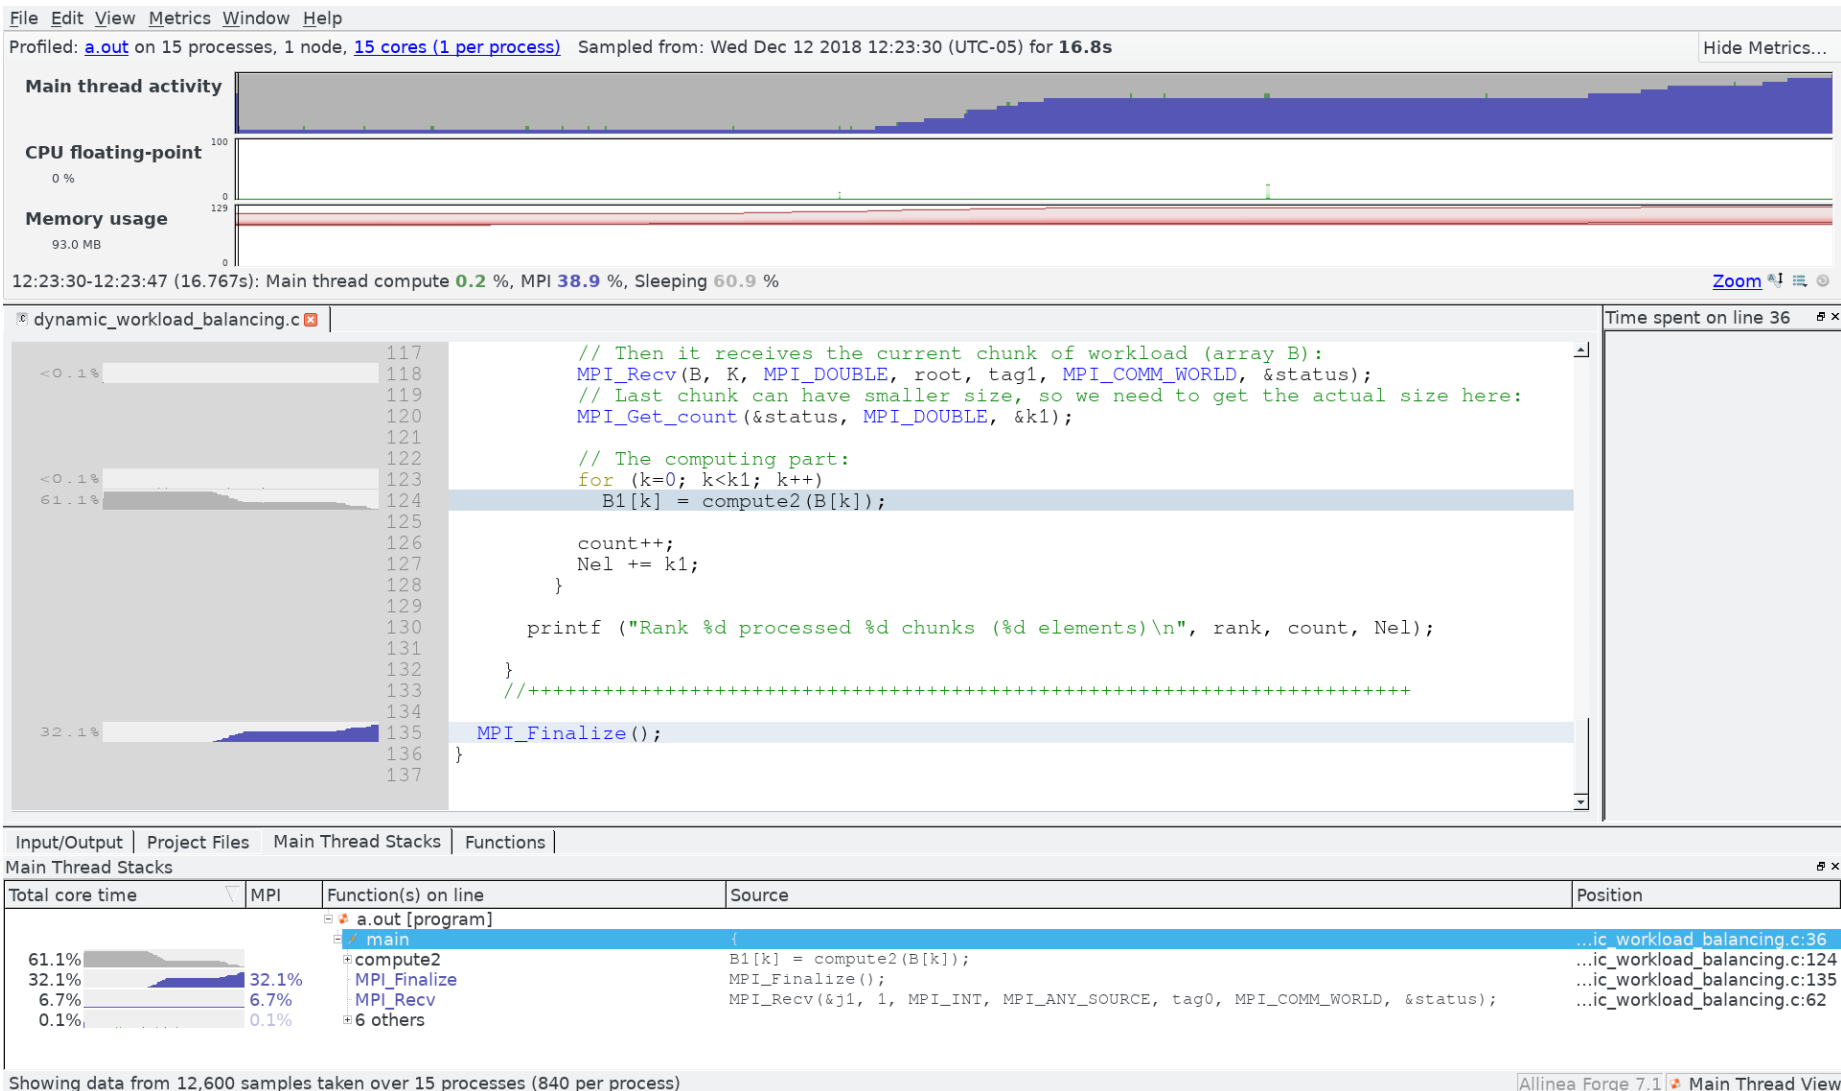 File Edit View Metrics Window Help
Profiled: a.out on 15 processes, 1 node, 15 cores (1 per process) Sampled from: Wed Dec 12 2018 12:23:30 (UTC-05) for 16.8s Hide Metrics...
Main thread activity
CPU floating-point 100
0 %
0
Memory usage 129
93.0 MB
0
12:23:30-12:23:47 (16.767s): Main thread compute 0.2 %, MPI 38.9 %, Sleeping 60.9 % Zoom
dynamic_workload_balancing.c Time spent on line 36
117 // Then it receives the current chunk of workload (array B):
<0.1% 118 MPI_Recv(B, K, MPI_DOUBLE, root, tag1, MPI_COMM_WORLD, &status);
119 // Last chunk can have smaller size, so we need to get the actual size here:
120 MPI_Get_count(&status, MPI_DOUBLE, &k1);
121
122 // The computing part:
<0.1% 123 for (k=0; k<k1; k++)
61.1% 124 B1[k] = compute2(B[k]);
125
126 count++;
127 Nel += k1;
128 }
129
130 printf ("Rank %d processed %d chunks (%d elements)\n", rank, count, Nel);
131
132 }
133 //+++++++++++++++++++++++++++++++++++++++++++++++++++++++++++++++++++++++
134
32.1% 135 MPI_Finalize();
136 }
137
Input/Output Project Files Main Thread Stacks Functions
Main Thread Stacks
Total core time MPI Function(s) on line Source Position
a.out [program]
main { ...ic_workload_balancing.c:36
61.1% compute2 B1[k] = compute2(B[k]); ...ic_workload_balancing.c:124
32.1% 32.1% MPI_Finalize MPI_Finalize(); ...ic_workload_balancing.c:135
6.7% 6.7% MPI_Recv MPI_Recv(&j1, 1, MPI_INT, MPI_ANY_SOURCE, tag0, MPI_COMM_WORLD, &status); ...ic_workload_balancing.c:62
0.1% 0.1% 6 others
Showing data from 12,600 samples taken over 15 processes (840 per process) Allinea Forge 7.1 Main Thread View